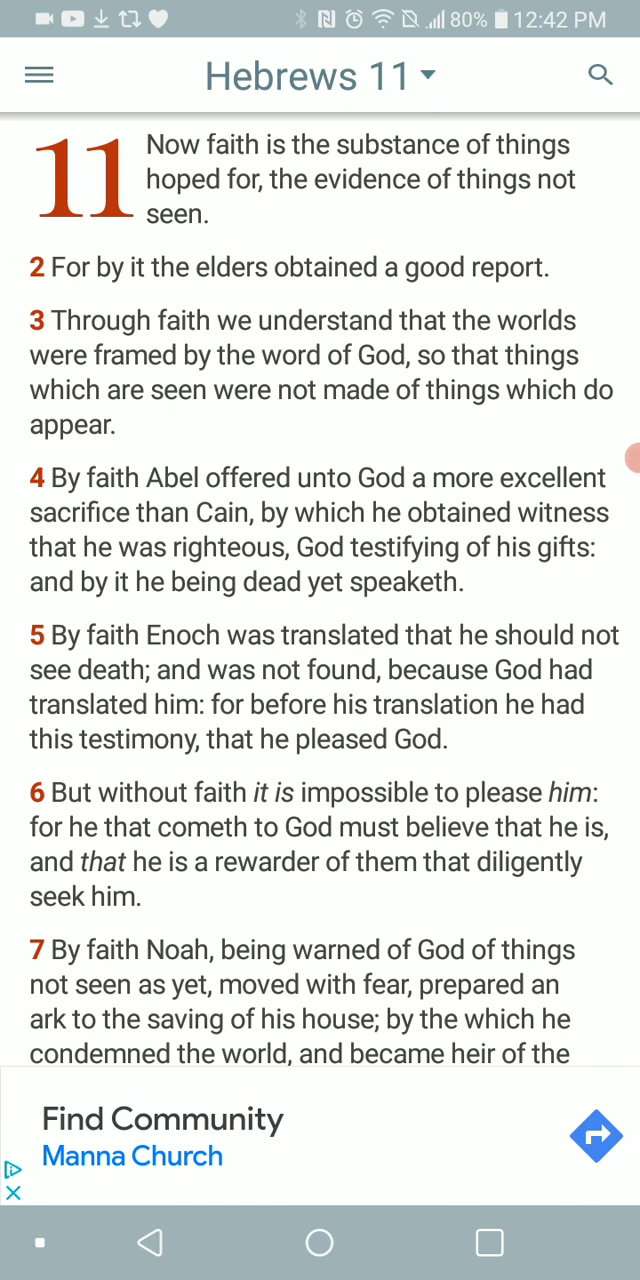 80% 12:42 PM
Hebrews 11
11 Now faith is the substance of things
hoped for, the evidence of things not
seen.
2 For by it the elders obtained a good report.
3 Through faith we understand that the worlds
were framed by the word of God, so that things
which are seen were not made of things which do
appear.
4 By faith Abel offered unto God a more excellent
sacrifice than Cain, by which he obtained witness
that he was righteous, God testifying of his gifts:
and by it he being dead yet speaketh.
5 By faith Enoch was translated that he should not
see death; and was not found, because God had
translated him: for before his translation he had
this testimony, that he pleased God.
6 But without faith it is impossible to please him:
for he that cometh to God must believe that he is,
and that he is a rewarder of them that diligently
seek him.
7 By faith Noah, being warned of God of things
not seen as yet, moved with fear, prepared an
ark to the saving of his house; by the which he
condemned the world, and became heir of the
Find Community
Manna Church